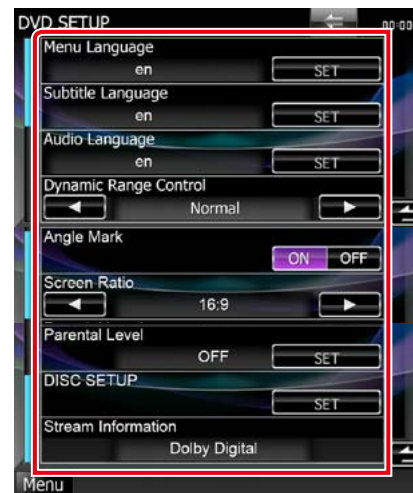 DVD SETUP
00:00
Menu Language
en SET
Subtitle Language
en SET
Audio Language
en SET
Dynamic Range Control
Normal
Angle Mark
ON OFF
Screen Ratio
16:9
Parental Level
OFF SET
DISC SETUP
SET
Stream Information
Dolby Digital
Menu